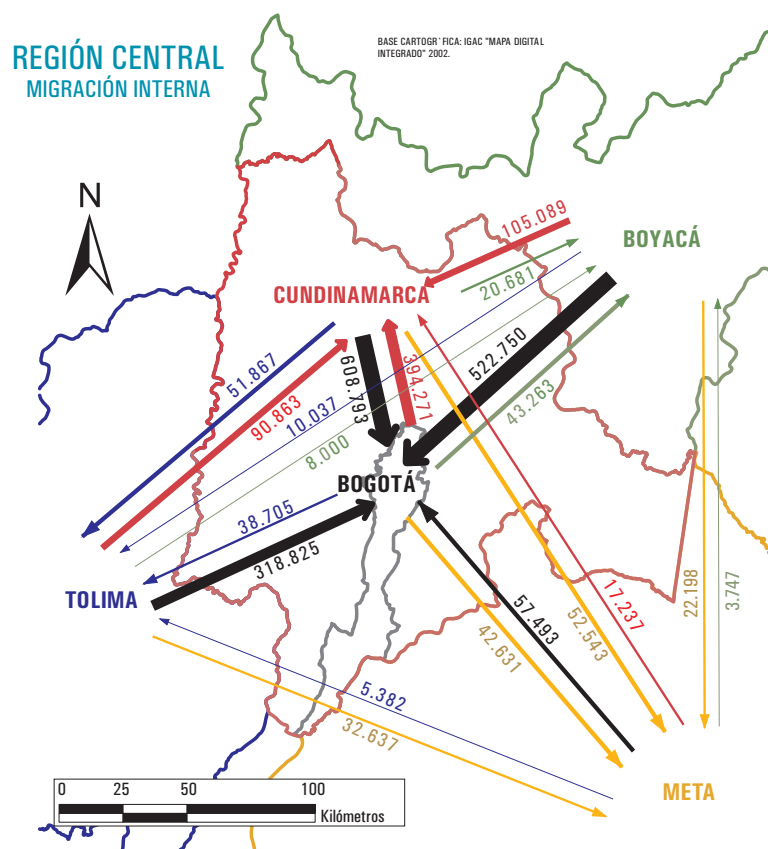 REGIÓN CENTRAL
MIGRACIÓN INTERNA
BASE CARTOGR`FICA: IGAC "MAPA DIGITAL
INTEGRADO" 2002.
N
105.089
BOYACÁ
20.681
CUNDINAMARCA
522.750
51.867
608.793
394.271
90.863
10.037
43.263
8.000
BOGOTÁ
38.705
318.825
TOLIMA
57.493
42.631
17.237
52.543
22.198
3.747
5.382
32.637
META
0 25 50 100
Kilómetros